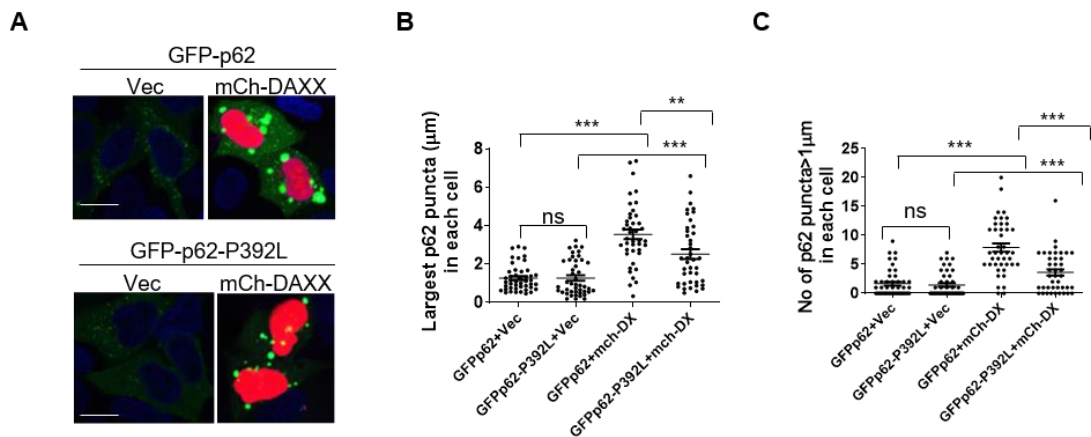 A
GFP-p62
Vec mCh-DAXX
GFP-p62-P392L
Vec mCh-DAXX
B
Largest p62 puncta (µm)
in each cell
8
6
4
2
0
ns
***
***
**
GFPp62+Vec
GFPp62-P392L+Vec
GFPp62+mch-DX
GFPp62-P392L+mch-DX
C
No of p62 puncta>1µm
in each cell
25
20
15
10
5
0
ns
***
***
***
GFPp62+Vec
GFPp62-P392L+Vec
GFPp62+mCh-DX
GFPp62-P392L+mCh-DX